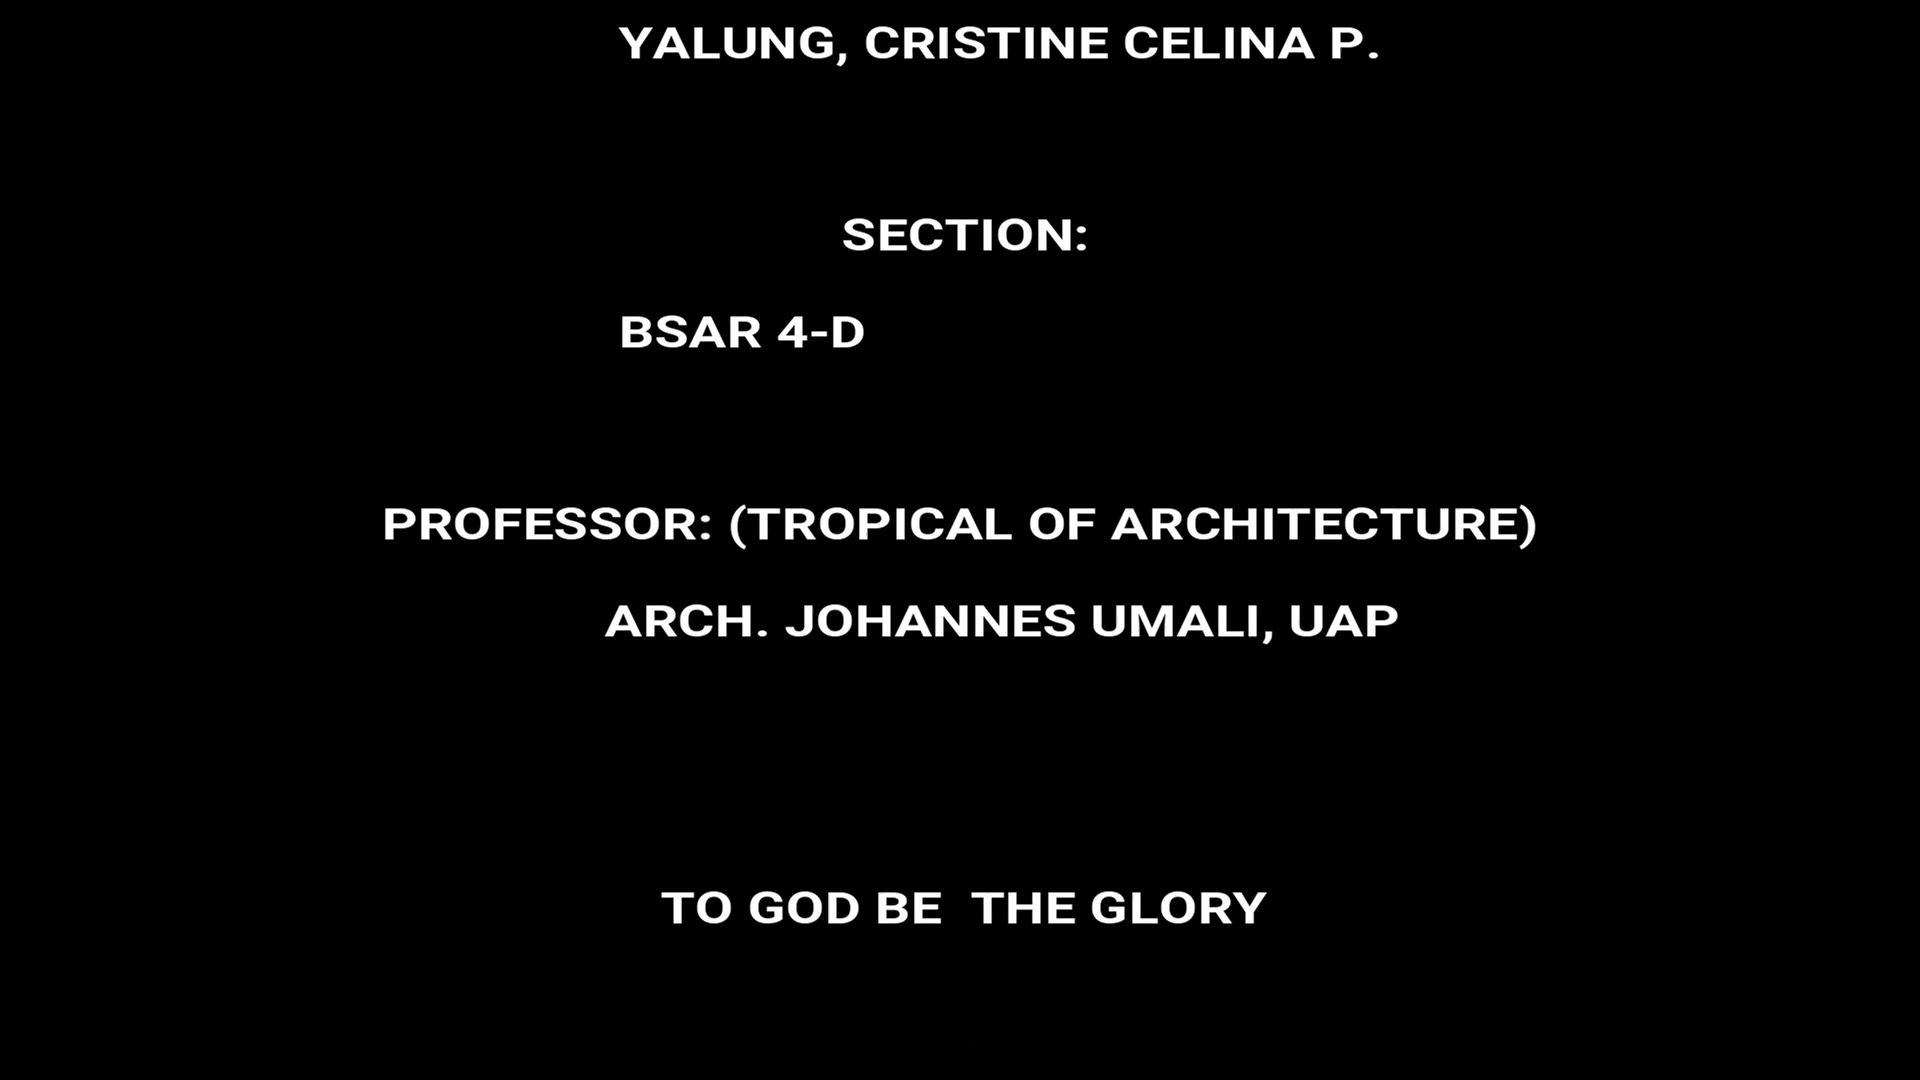 YALUNG, CRISTINE CELINA P.
SECTION:
BSAR 4-D
PROFESSOR: (TROPICAL OF ARCHITECTURE)
ARCH. JOHANNES UMALI, UAP
TO GOD BE  THE GLORY